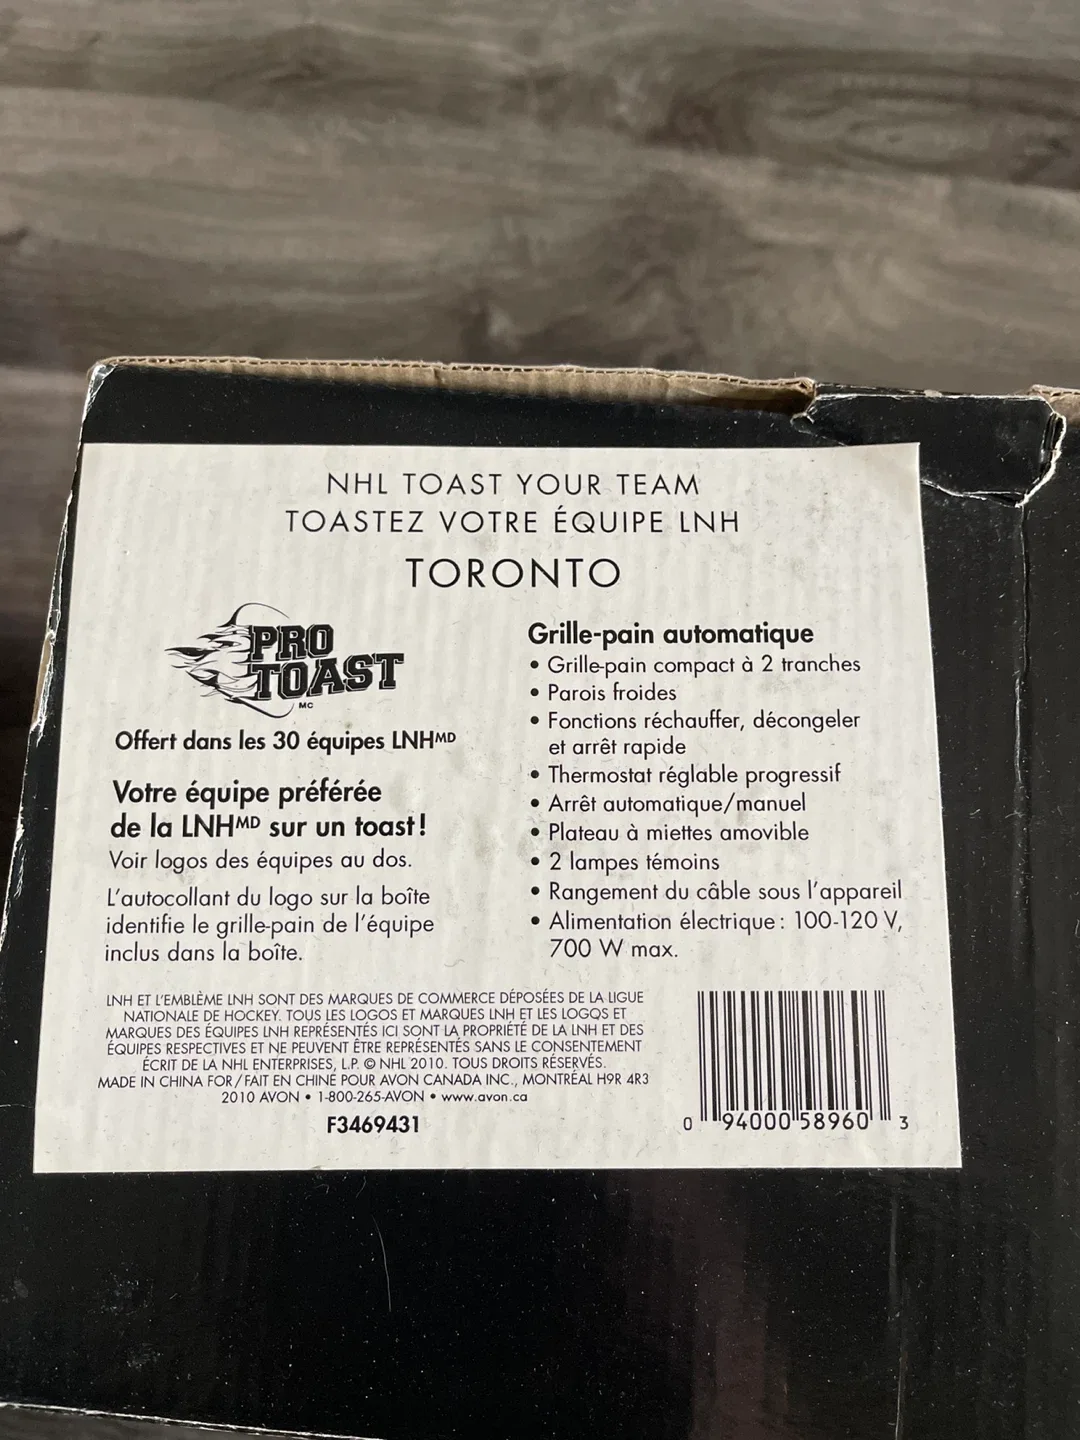 NHL TOAST YOUR TEAM
TOASTEZ VOTRE ÉQUIPE LNH
TORONTO
PRO
TOAST
MC
Offert dans les 30 équipes LNHMD
Votre équipe préférée
de la LNHMD sur un toast!
Voir logos des équipes au dos.
L'autocollant du logo sur la boîte
identifie le grille-pain de l'équipe
inclus dans la boîte.
Grille-pain automatique
• Grille-pain compact à 2 tranches
• Parois froides
• Fonctions réchauffer, décongeler
et arrêt rapide
• Thermostat réglable progressif
• Arrêt automatique/manuel
• Plateau à miettes amovible
• 2 lampes témoins
• Rangement du câble sous l'appareil
• Alimentation électrique : 100-120 V,
700 W max.
LNH ET L'EMBLÈME LNH SONT DES MARQUES DE COMMERCE DÉPOSÉES DE LA LIGUE
NATIONALE DE HOCKEY. TOUS LES LOGOS ET MARQUES LNH ET LES LOGOS ET
MARQUES DES ÉQUIPES LNH REPRÉSENTÉS ICI SONT LA PROPRIÉTÉ DE LA LNH ET DES
ÉQUIPES RESPECTIVES ET NE PEUVENT ÊTRE REPRÉSENTÉS SANS LE CONSENTEMENT
ÉCRIT DE LA NHL ENTERPRISES, L.P. © NHL 2010. TOUS DROITS RÉSERVÉS.
MADE IN CHINA FOR/FAIT EN CHINE POUR AVON CANADA INC., MONTRÉAL H9R 4R3
2010 AVON • 1-800-265-AVON • www.avon.ca
F3469431
0 94000 58960 3